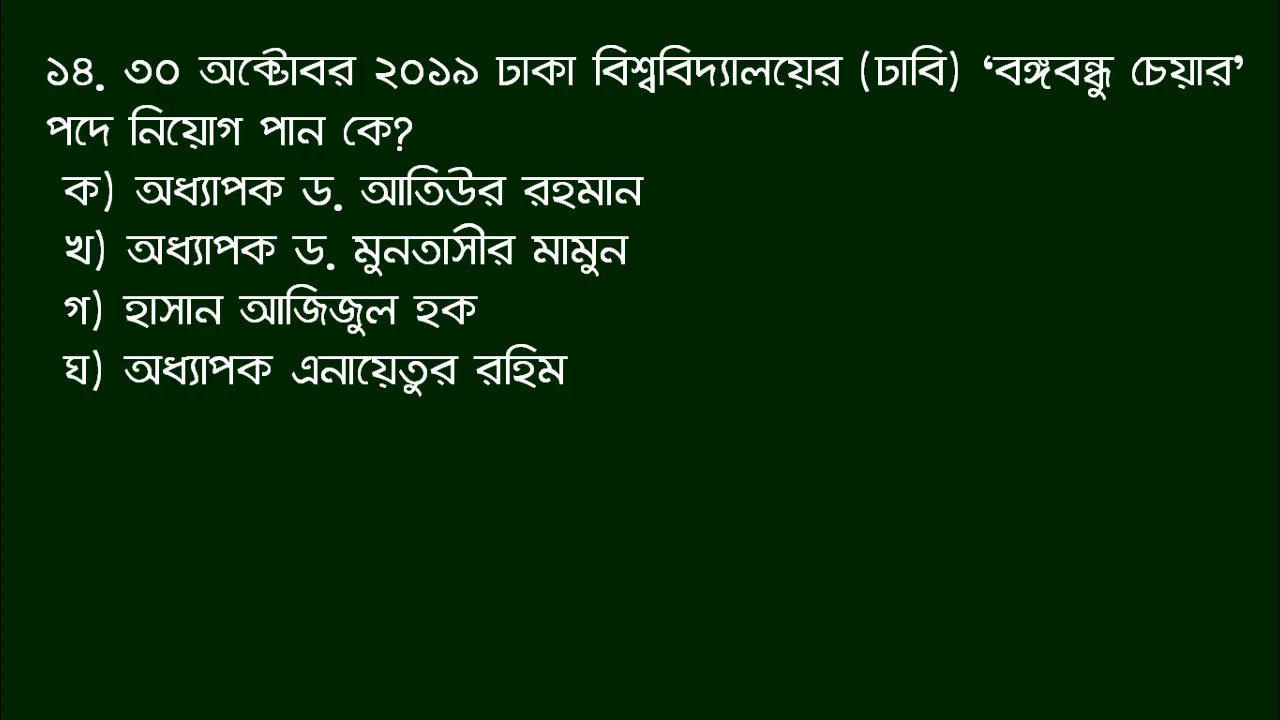 ১৪. ৩০ অক্টোবর ২০১৯ ঢাকা বিশ্ববিদ্যালয়ের (ঢাবি) ‘বঙ্গবন্ধু চেয়ার’
পদে নিয়োগ পান কে?
ক) অধ্যাপক ড. আতিউর রহমান
খ) অধ্যাপক ড. মুনতাসীর মামুন
গ) হাসান আজিজুল হক
ঘ) অধ্যাপক এনায়েতুর রহিম